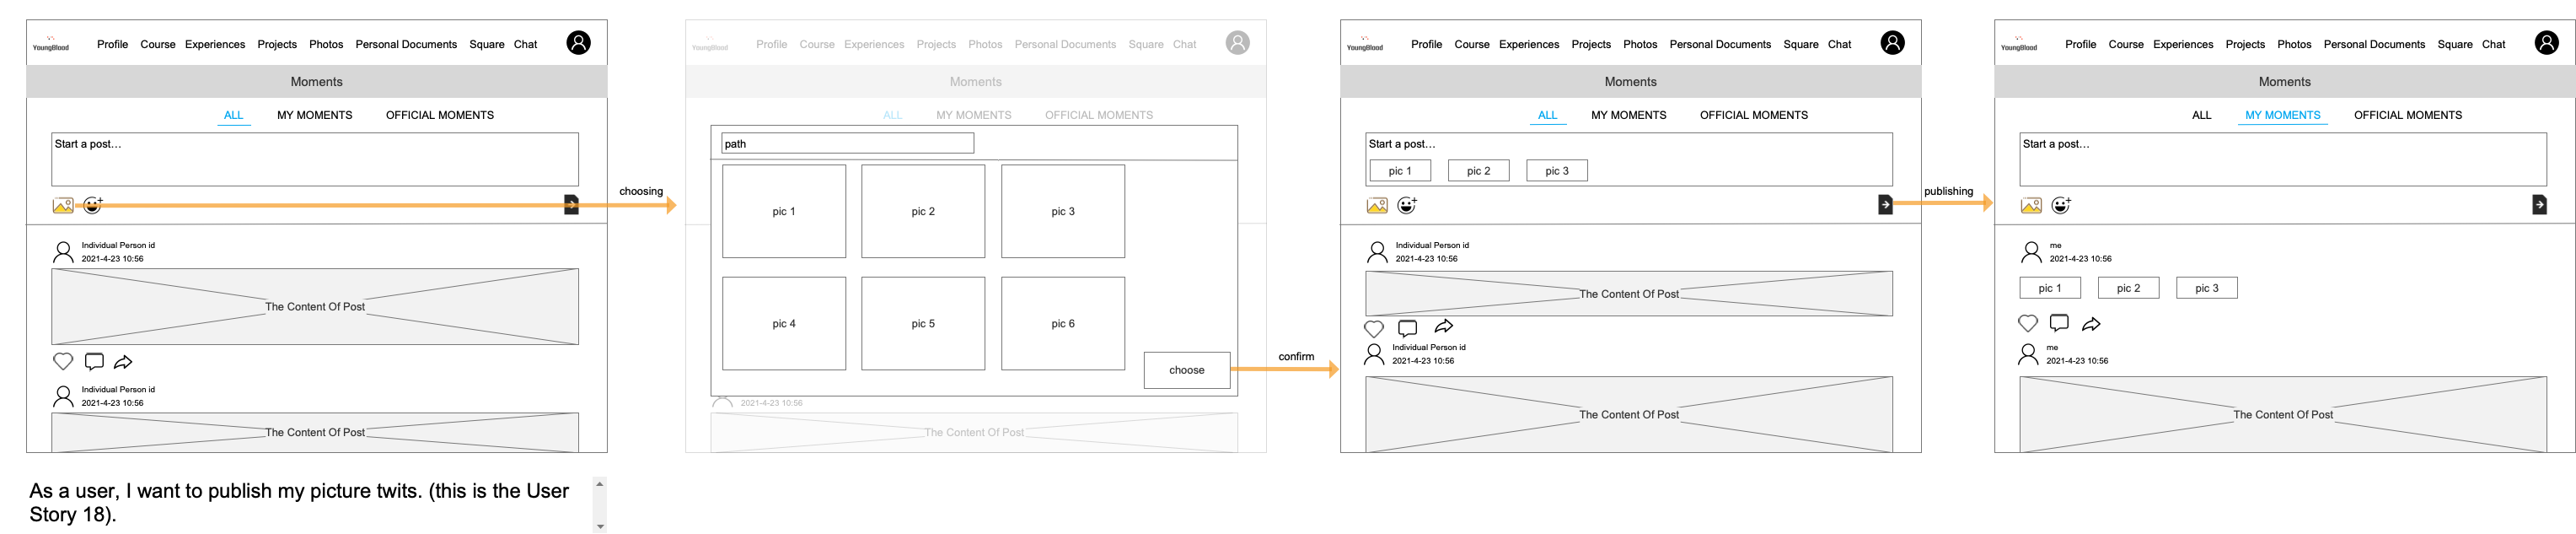 YoungBlood
Profile Course Experiences Projects Photos Personal Documents Square Chat
Moments
ALL MY MOMENTS OFFICIAL MOMENTS
Start a post...
Individual Person id
2021-4-23 10:56
The Content Of Post
Individual Person id
2021-4-23 10:56
The Content Of Post
choosing
YoungBlood
Profile Course Experiences Projects Photos Personal Documents Square Chat
Moments
ALL MY MOMENTS OFFICIAL MOMENTS
path
pic 1 pic 2 pic 3
pic 4 pic 5 pic 6
choose
2021-4-23 10:56
The Content Of Post
confirm
YoungBlood
Profile Course Experiences Projects Photos Personal Documents Square Chat
Moments
ALL MY MOMENTS OFFICIAL MOMENTS
Start a post...
pic 1 pic 2 pic 3
Individual Person id
2021-4-23 10:56
The Content Of Post
Individual Person id
2021-4-23 10:56
The Content Of Post
publishing
YoungBlood
Profile Course Experiences Projects Photos Personal Documents Square Chat
Moments
ALL MY MOMENTS OFFICIAL MOMENTS
Start a post...
me
2021-4-23 10:56
pic 1 pic 2 pic 3
me
2021-4-23 10:56
The Content Of Post
As a user, I want to publish my picture twits. (this is the User
Story 18).